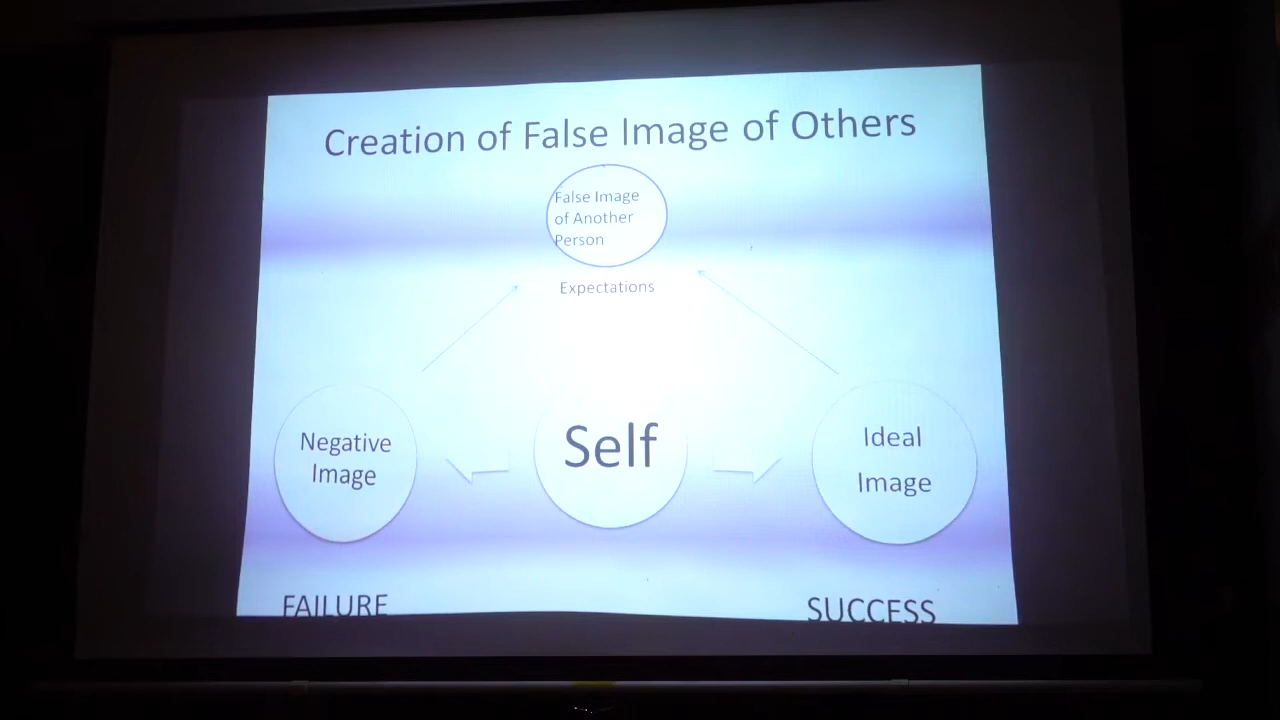 Creation of False Image of Others
False Image
of Another
Person
Expectations
Negative
Image
Self
Ideal
Image
FAILURE
SUCCESS